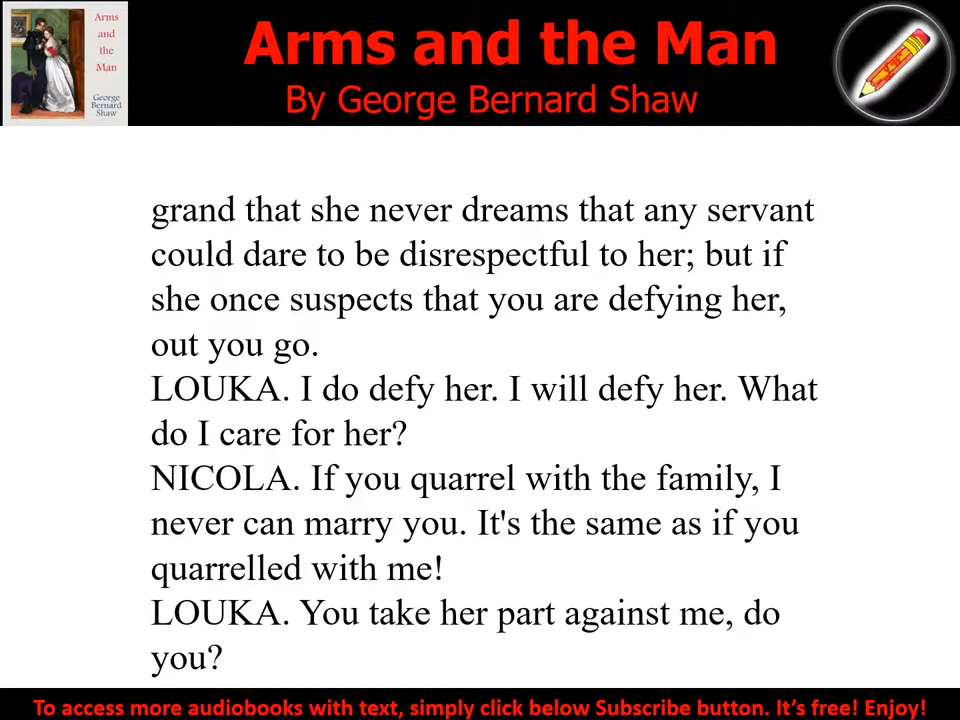 Arms
and
the
Man
George
Bernard
Shaw
Arms and the Man
By George Bernard Shaw
grand that she never dreams that any servant
could dare to be disrespectful to her; but if
she once suspects that you are defying her,
out you go.
LOUKA. I do defy her. I will defy her. What
do I care for her?
NICOLA. If you quarrel with the family, I
never can marry you. It's the same as if you
quarrelled with me!
LOUKA. You take her part against me, do
you?
To access more audiobooks with text, simply click below Subscribe button. It's free! Enjoy!